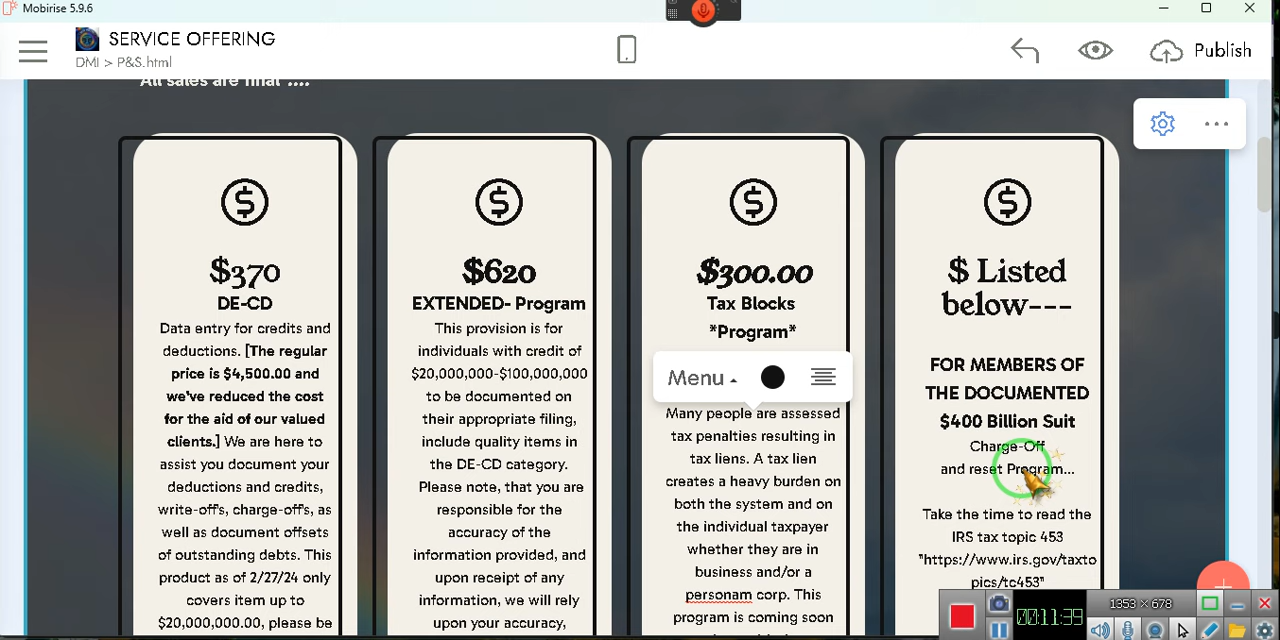 Mobirise 5.9.6
SERVICE OFFERING
DMI > P&S.html
Publish
All sales are final ....
$370
DE-CD
Data entry for credits and
deductions. [The regular
price is $4,500.00 and
we've reduced the cost
for the aid of our valued
clients.] We are here to
assist you document your
deductions and credits,
write-offs, charge-offs, as
well as document offsets
of outstanding debts. This
product as of 2/27/24 only
covers item up to
$20,000,000.00, please be
$620
EXTENDED- Program
This provision is for
individuals with credit of
$20,000,000-$100,000,000
to be documented on
their appropriate filing,
include quality items in
the DE-CD category.
Please note, that you are
responsible for the
accuracy of the
information provided, and
upon receipt of any
information, we will rely
upon your accuracy,
$300.00
Tax Blocks
*Program*
Menu
Many people are assessed
tax penalties resulting in
tax liens. A tax lien
creates a heavy burden on
both the system and on
the individual taxpayer
whether they are in
business and/or a
personam corp. This
program is coming soon
$ Listed
below---
FOR MEMBERS OF
THE DOCUMENTED
$400 Billion Suit
Charge-Off
and reset Program...
Take the time to read the
IRS tax topic 453
"https://www.irs.gov/taxto
pics/tc453"
1353 × 678
00:11:39